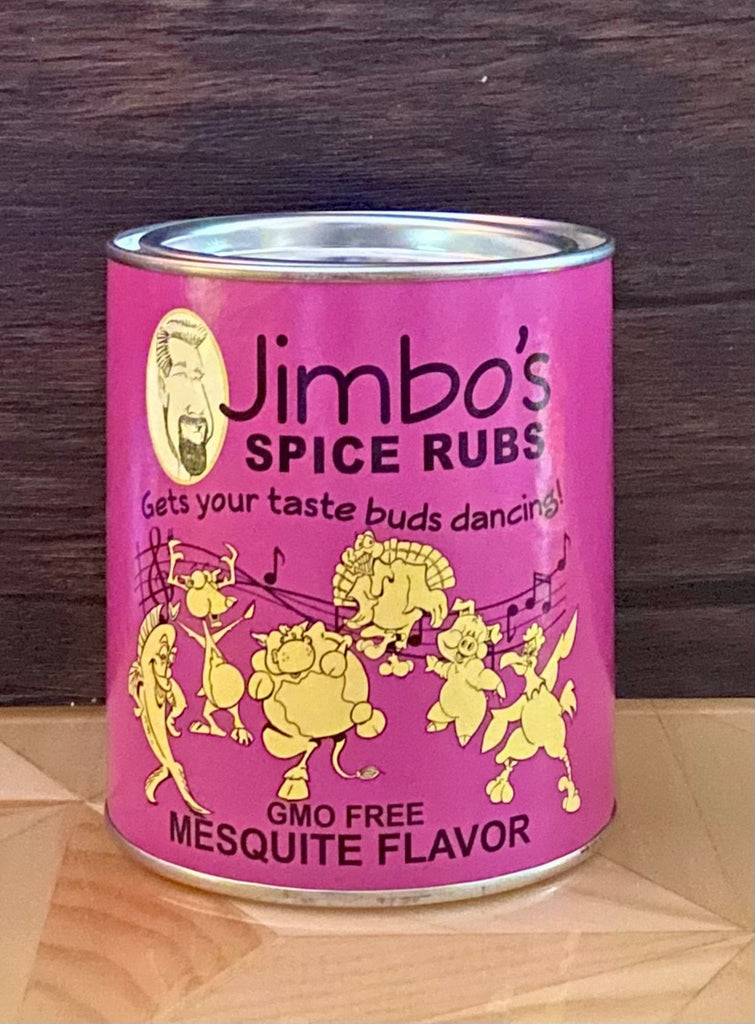 Jimbo's
SPICE RUBS
Gets your taste buds dancing!
GMO FREE
MESQUITE FLAVOR